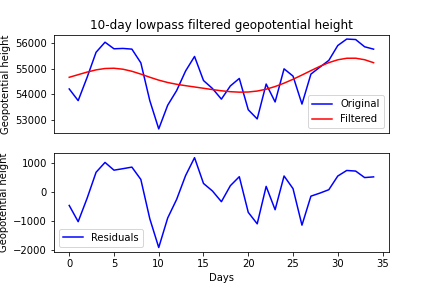 10-day lowpass filtered geopotential height
Geopotential height
56000
55000
54000
53000
Original
Filtered
Geopotential height
1000
0
−1000
−2000
Residuals
0 5 10 15 20 25 30 35
Days